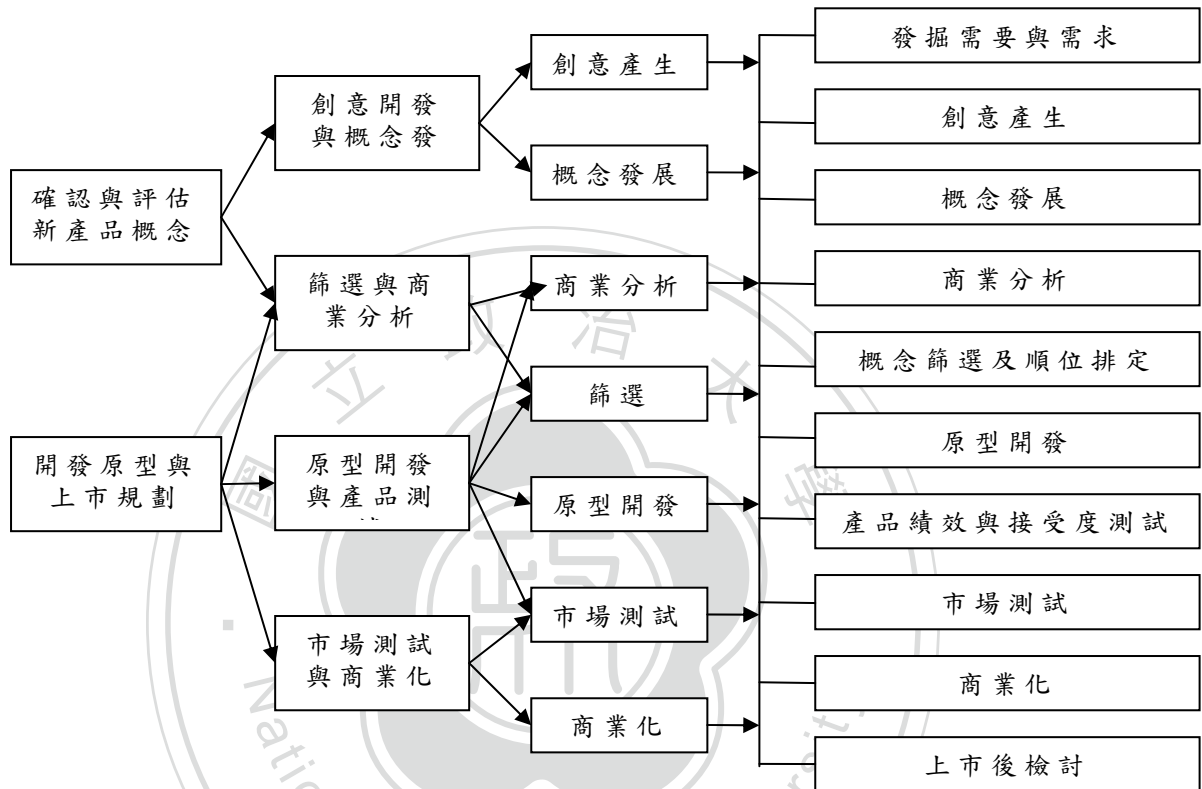 確認與評估
新產品概念
開發原型與
上市規劃
創意開發
與概念發
篩選與商
業分析
原型開發
與產品測
市場測試
與商業化
創意產生
概念發展
商業分析
篩選
原型開發
市場測試
商業化
發掘需要與需求
創意產生
概念發展
商業分析
概念篩選及順位排定
原型開發
產品績效與接受度測試
市場測試
商業化
上市後檢討
立政治大學